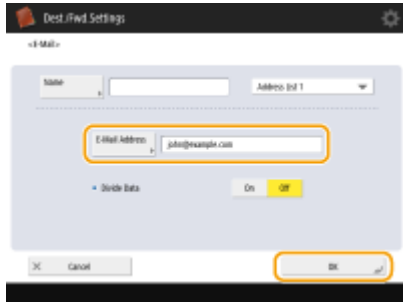 Dest./Fwd. Settings
<E-Mail>
Name
Address List 1
E-Mail Address
john@example.com
Divide Data
On
Off
Cancel
OK